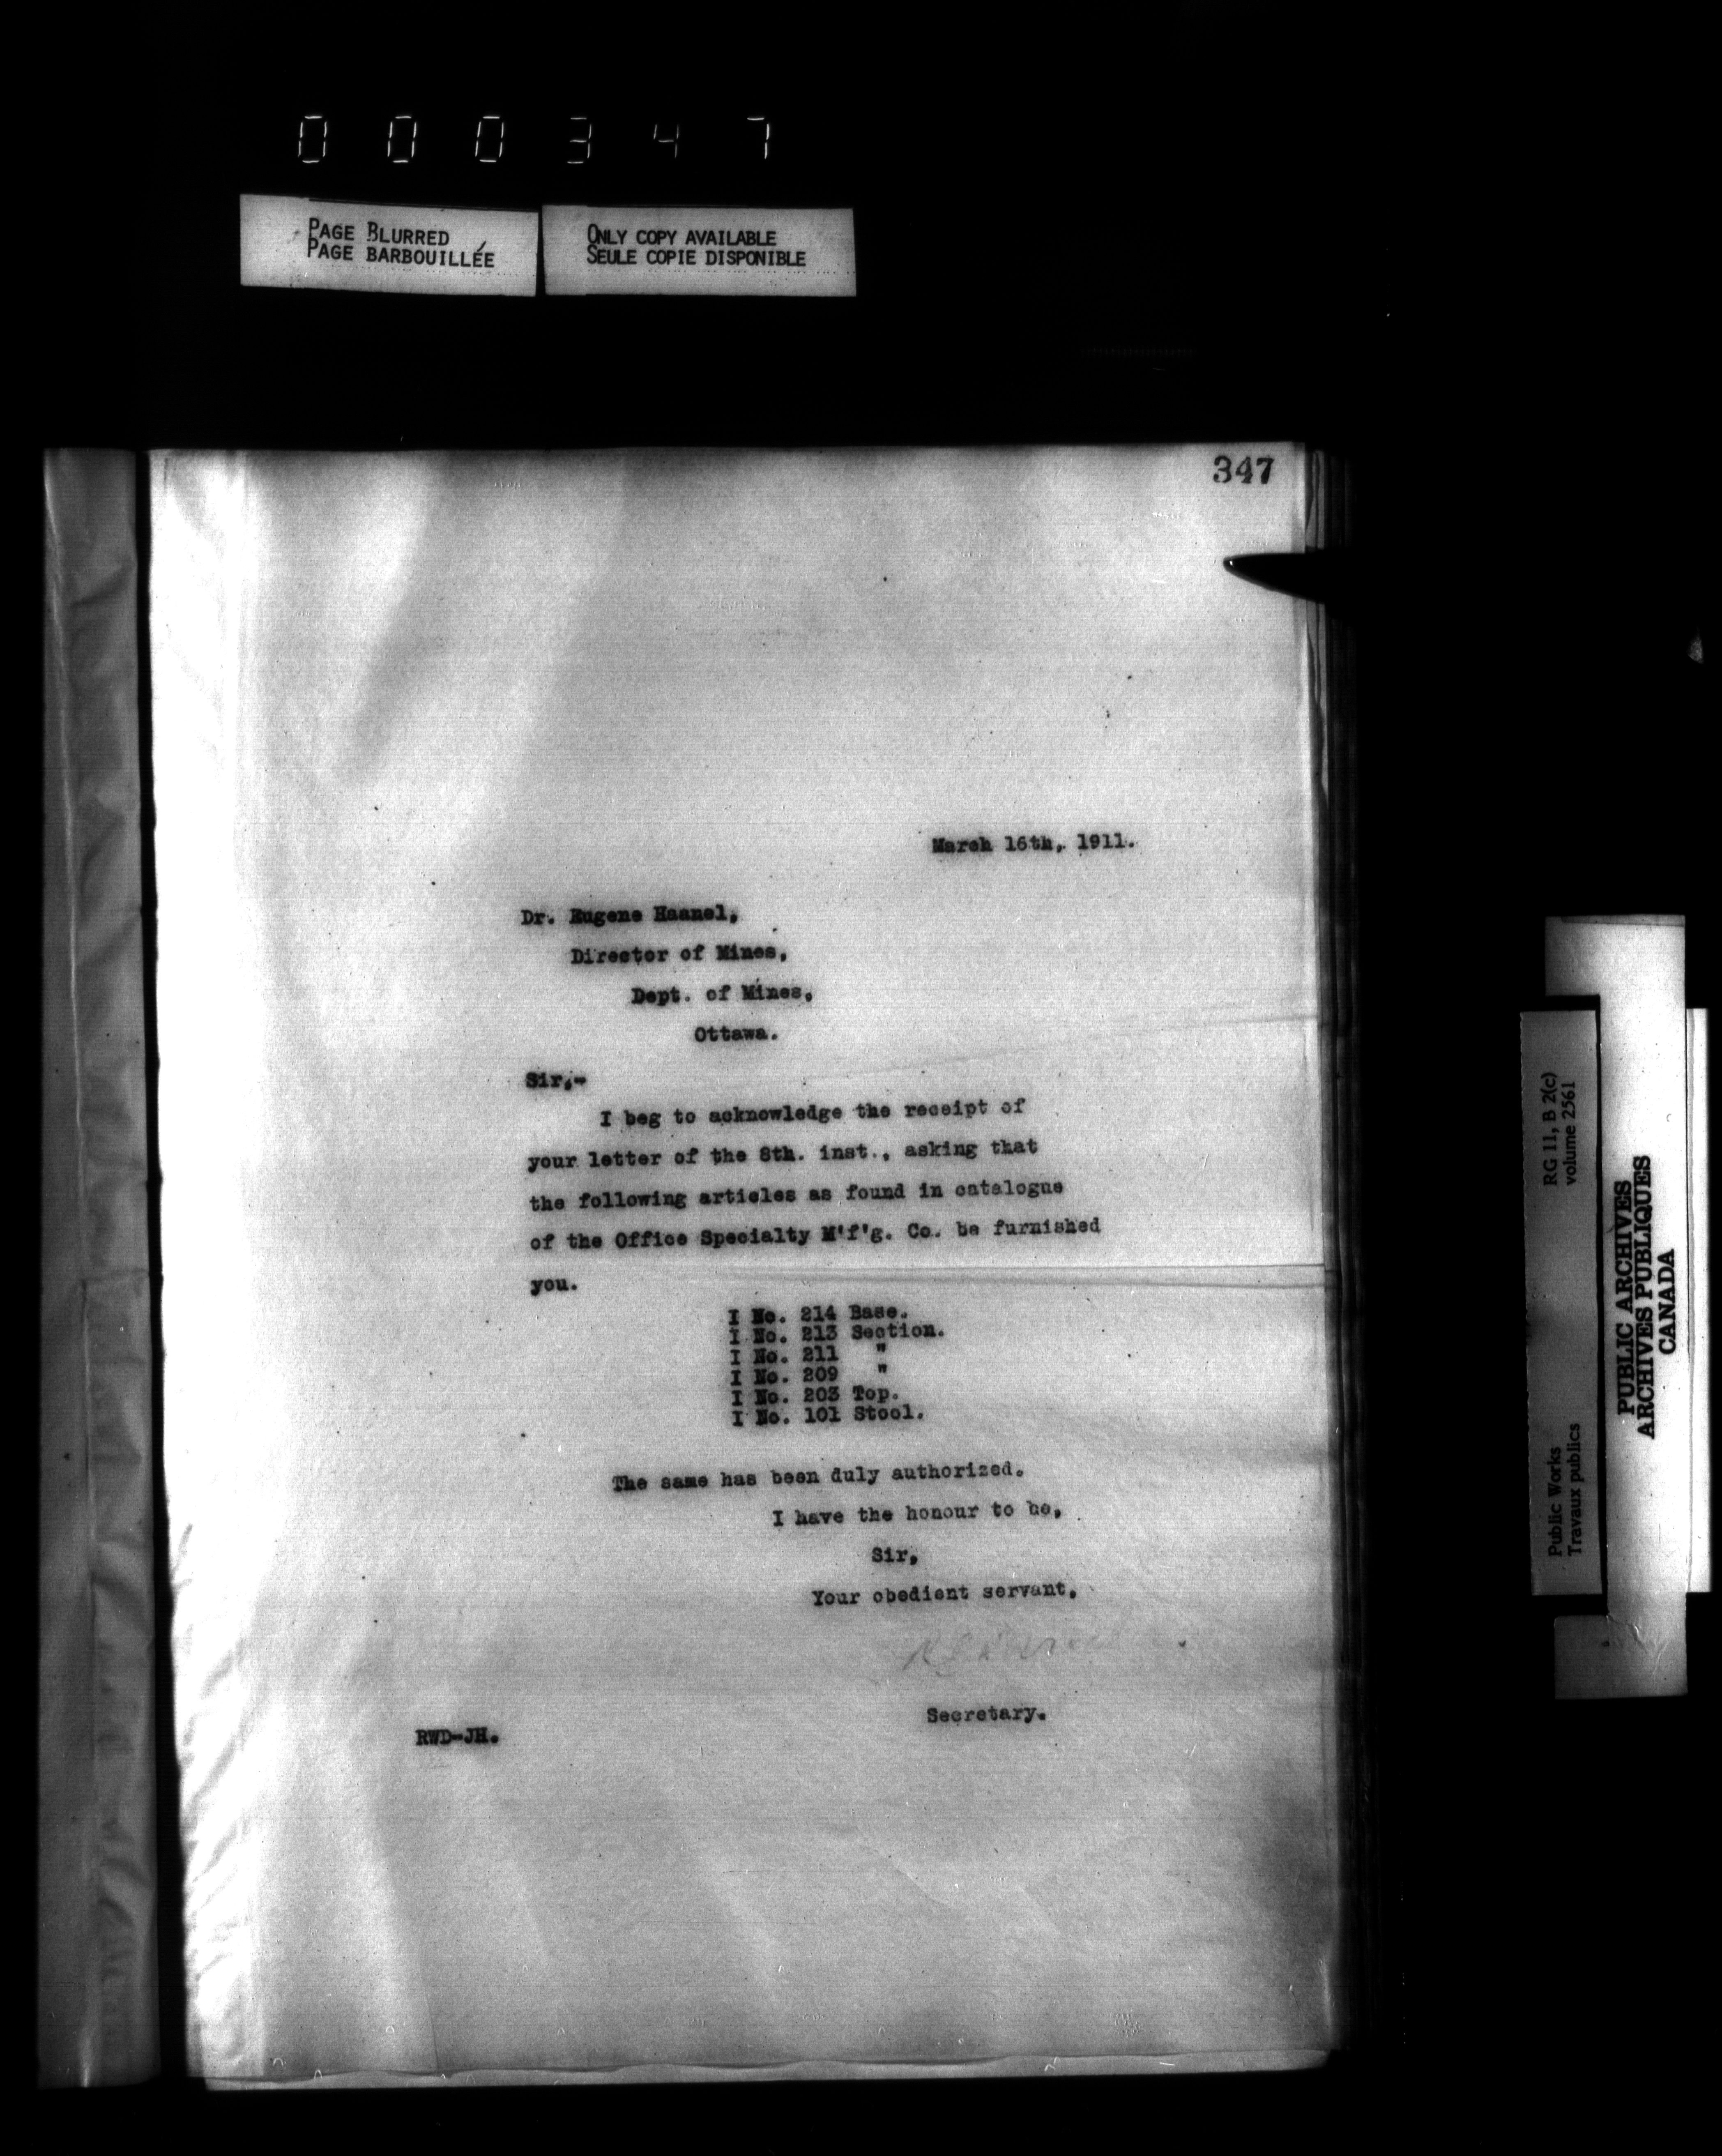 000347
PAGE BLURRED
PAGE BARBOUILLÉE
ONLY COPY AVAILABLE
SEULE COPIE DISPONIBLE
347
March 16th, 1911.
Dr. Eugene Haanel,
Director of Mines,
Dept. of Mines,
Ottawa.
Sir,-
I beg to acknowledge the receipt of
your letter of the 8th. inst., asking that
the following articles as found in catalogue
of the Office Specialty M'f'g. Co. be furnished
you.
I No. 214 Base.
I No. 213 Section.
I No. 211 "
I No. 209 "
I No. 203 Top.
I No. 101 Stool.
The same has been duly authorized.
I have the honour to be,
Sir,
Your obedient servant,
Secretary.
RWD-JH.
RG 11, B 2(c)
volume 2561
Public Works
Travaux publics
PUBLIC ARCHIVES
ARCHIVES PUBLIQUES
CANADA